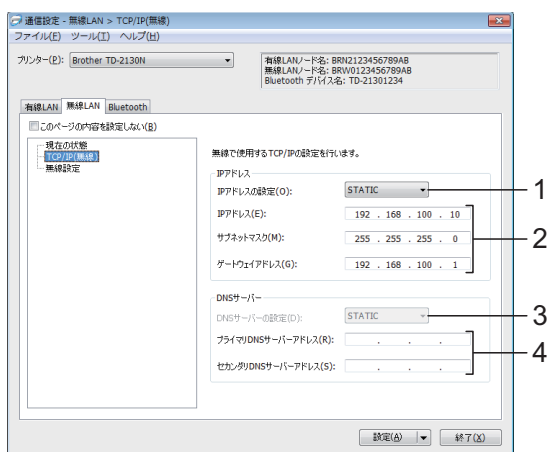 通信設定 - 無線LAN > TCP/IP(無線)
ファイル(F) ツール(T) ヘルプ(H)
プリンター(P): Brother TD-2130N
有線LANノード名: BRN2123456789AB
無線LANノード名: BRW0123456789AB
Bluetooth デバイス名: TD-21301234
有線LAN 無線LAN Bluetooth
このページの内容を設定しない(B)
現在の状態
TCP/IP(無線)
無線設定
無線で使用するTCP/IPの設定を行います。
IPアドレス
IPアドレスの設定(O): STATIC 1
IPアドレス(E): 192 . 168 . 100 . 10
サブネットマスク(M): 255 . 255 . 255 . 0 2
ゲートウェイアドレス(G): 192 . 168 . 100 . 1
DNSサーバー
DNSサーバーの設定(D): STATIC 3
プライマリDNSサーバーアドレス(R): . . .
4
セカンダリDNSサーバーアドレス(S): . . .
設定(A) 終了(X)